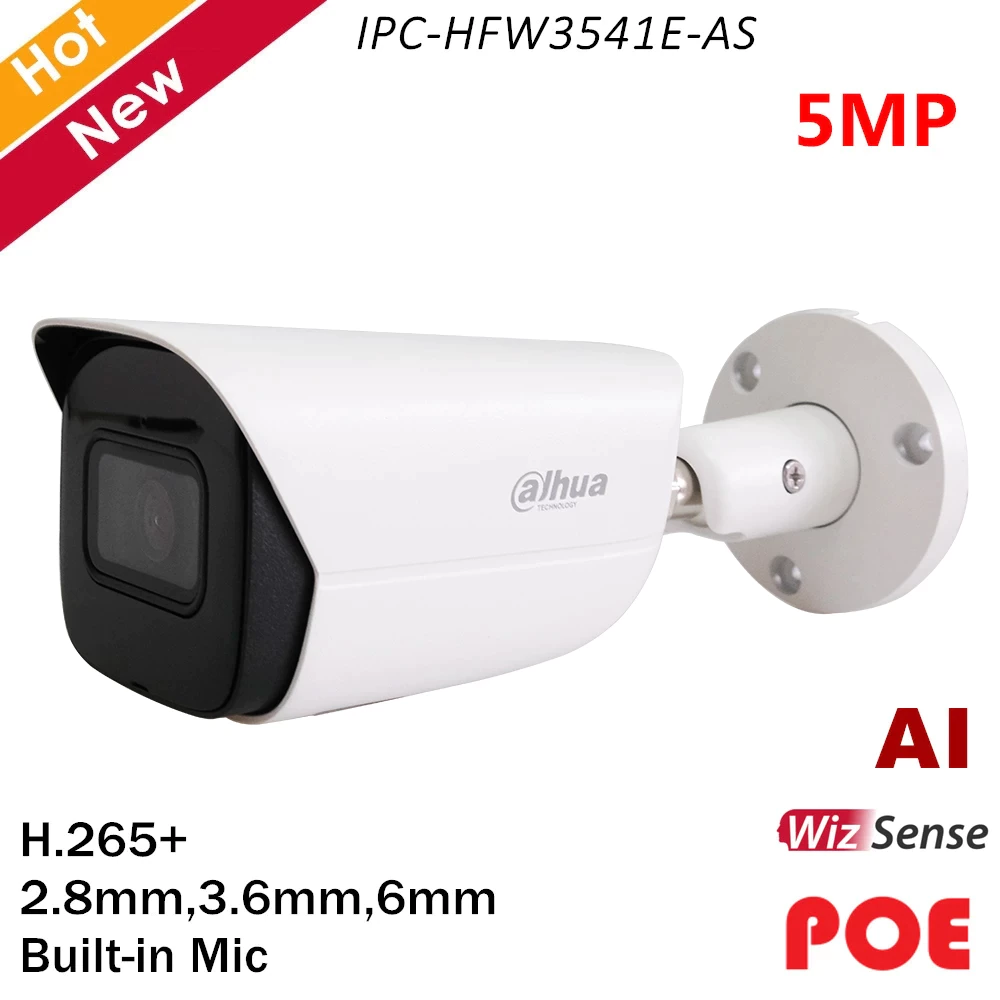 Hot
New
IPC-HFW3541E-AS
5MP
alhua
TECHNOLOGY
AI
Wiz Sense
H.265+
2.8mm,3.6mm,6mm
Built-in Mic
POE